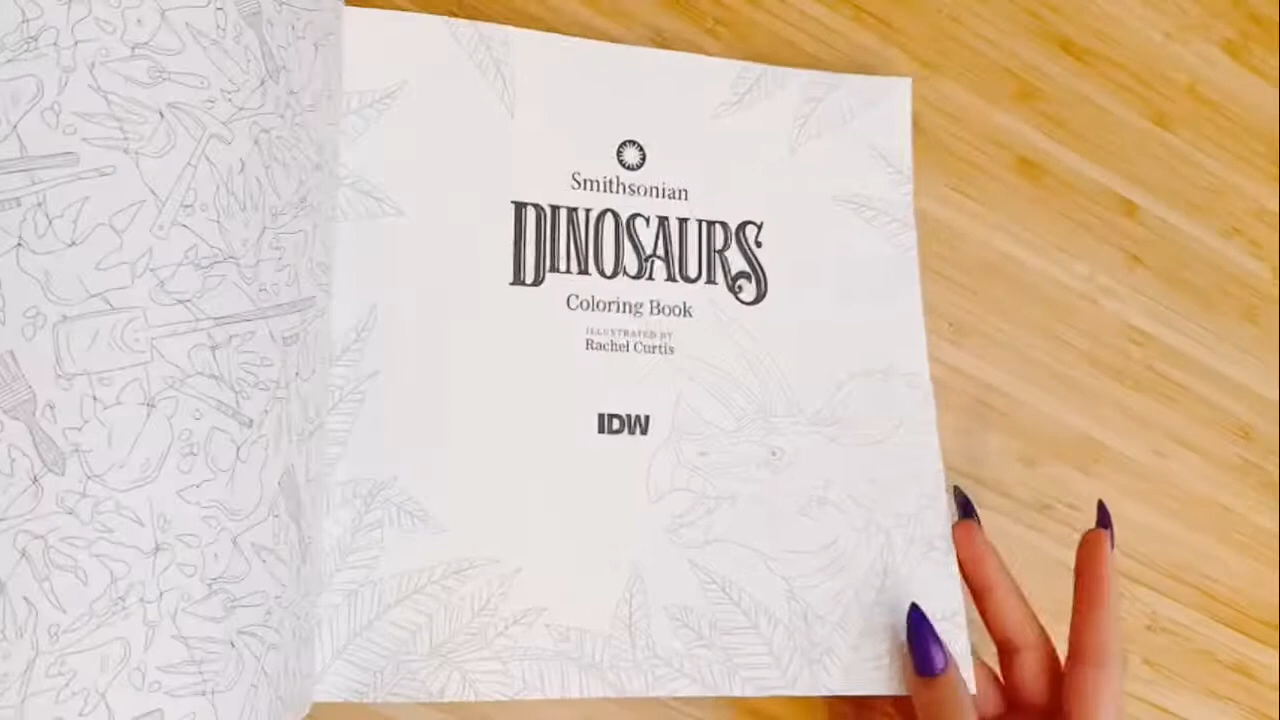 Smithsonian
DINOSAURS
Coloring Book
ILLUSTRATED BY
Rachel Curtis
IDW